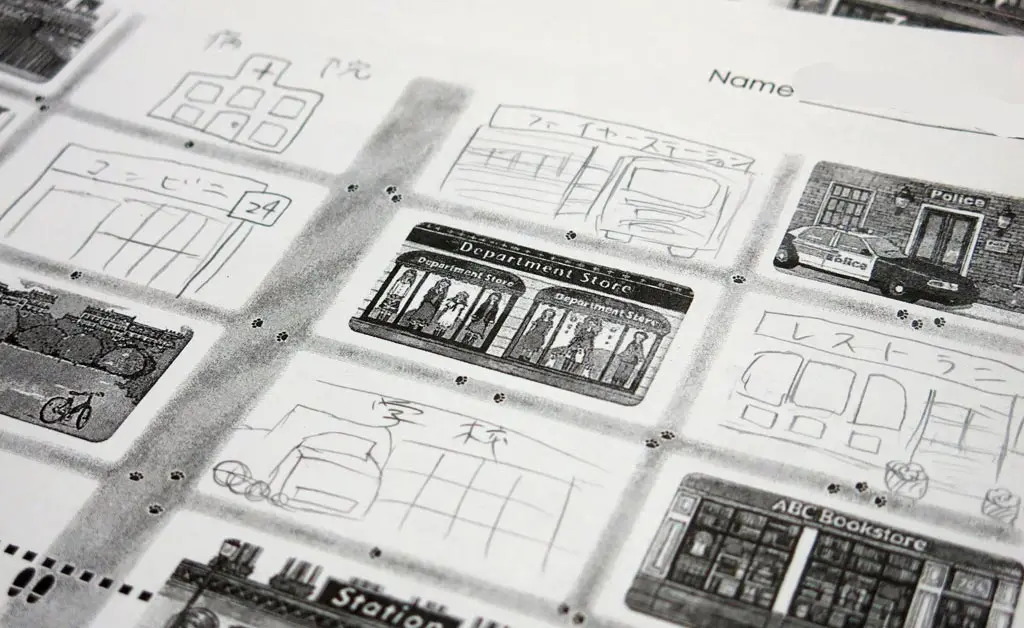 病院
Name
ファイヤーステーション
Police
コンビニ
24
Police
Department Store
Department Store
Department Store
レストラン
学校
ABC Bookstore
Station